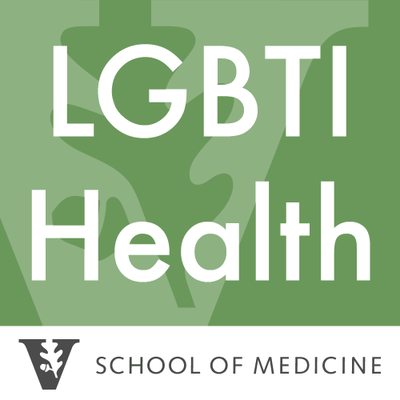 LGBTI
Health
V SCHOOL OF MEDICINE